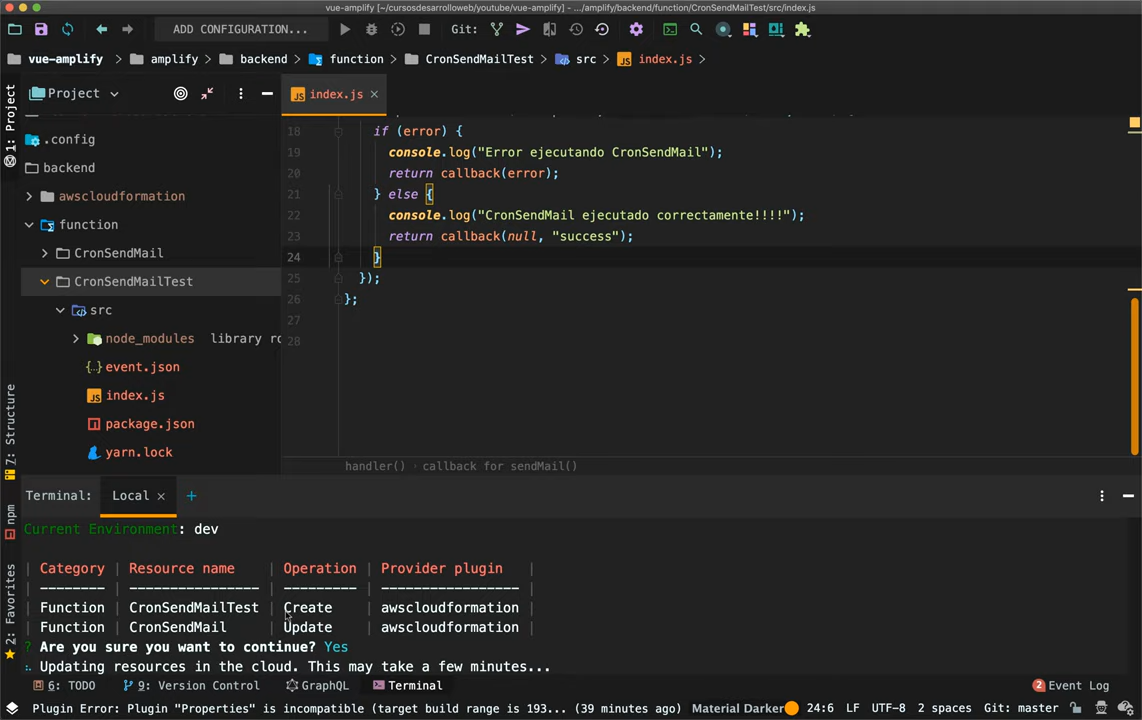 vue-amplify [~/cursosdesarrolloweb/youtube/vue-amplify] - .../amplify/backend/function/CronSendMailTest/src/index.js
ADD CONFIGURATION...
Git:
vue-amplify
amplify
backend
function
CronSendMailTest
src
index.js
1: Project
Project
index.js
.config
backend
awscloudformation
function
CronSendMail
CronSendMailTest
src
node_modules library ro
event.json
index.js
package.json
yarn.lock
18 if (error) {
19 console.log("Error ejecutando CronSendMail");
20 return callback(error);
21 } else {
22 console.log("CronSendMail ejecutado correctamente!!!!");
23 return callback(null, "success");
24 }
25 });
26 };
27
28
handler() › callback for sendMail()
7: Structure
npm
2: Favorites
Terminal: Local
Current Environment: dev
| Category | Resource name | Operation | Provider plugin |
| -------- | ---------------- | --------- | ----------------- |
| Function | CronSendMailTest | Create | awscloudformation |
| Function | CronSendMail | Update | awscloudformation |
? Are you sure you want to continue? Yes
Updating resources in the cloud. This may take a few minutes...
6: TODO
9: Version Control
GraphQL
Terminal
2 Event Log
Plugin Error: Plugin "Properties" is incompatible (target build range is 193... (39 minutes ago)
Material Darker
24:6 LF UTF-8 2 spaces Git: master